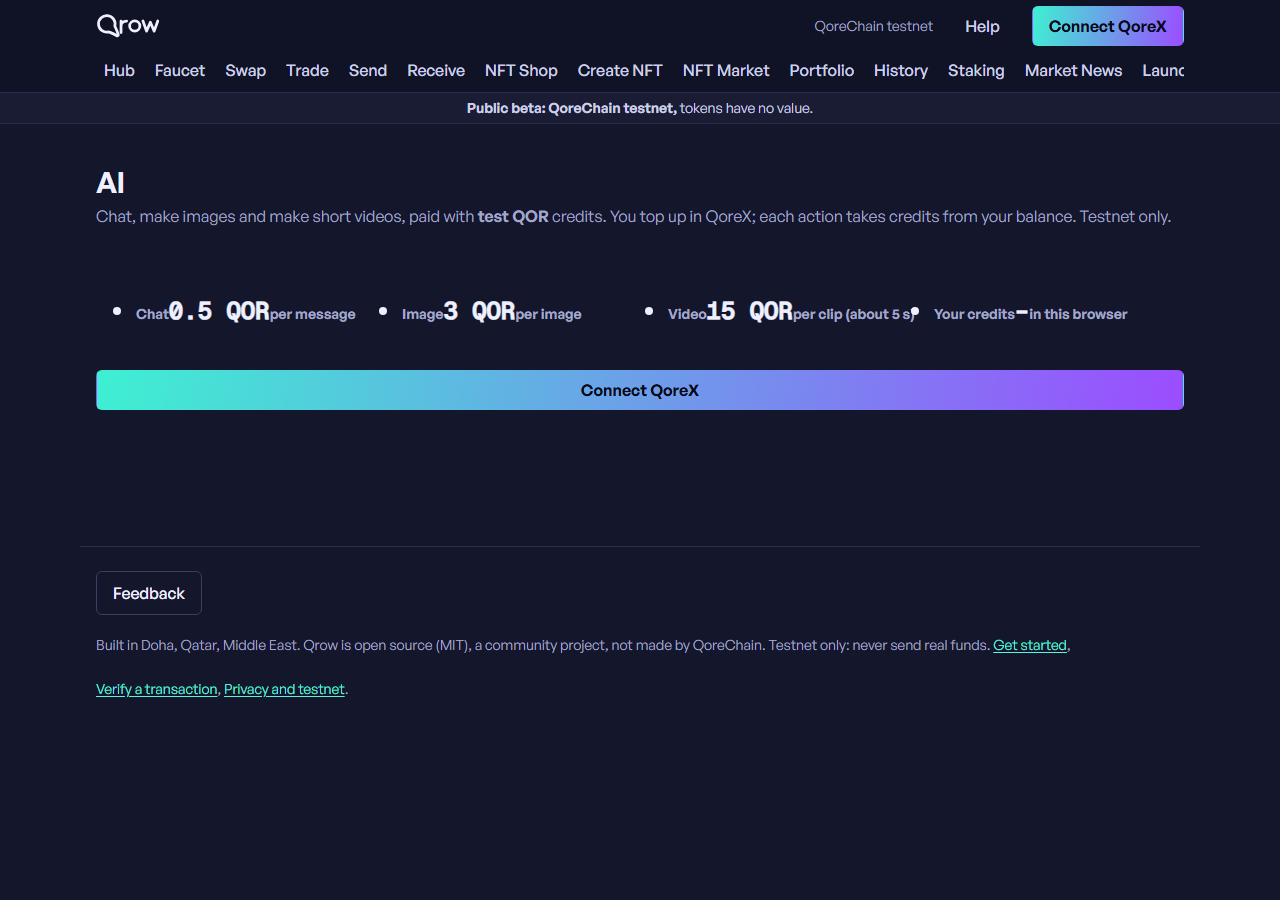 Qrow
QoreChain testnet Help Connect QoreX
Hub Faucet Swap Trade Send Receive NFT Shop Create NFT NFT Market Portfolio History Staking Market News
Public beta: QoreChain testnet, tokens have no value.
AI
Chat, make images and make short videos, paid with test QOR credits. You top up in QoreX; each action takes credits from your balance. Testnet only.
Chat 0.5 QOR per message
Image 3 QOR per image
Video 15 QOR per clip (about 5 s)
Your credits – in this browser
Connect QoreX
Feedback
Built in Doha, Qatar, Middle East. Qrow is open source (MIT), a community project, not made by QoreChain. Testnet only: never send real funds. Get started,
Verify a transaction, Privacy and testnet.